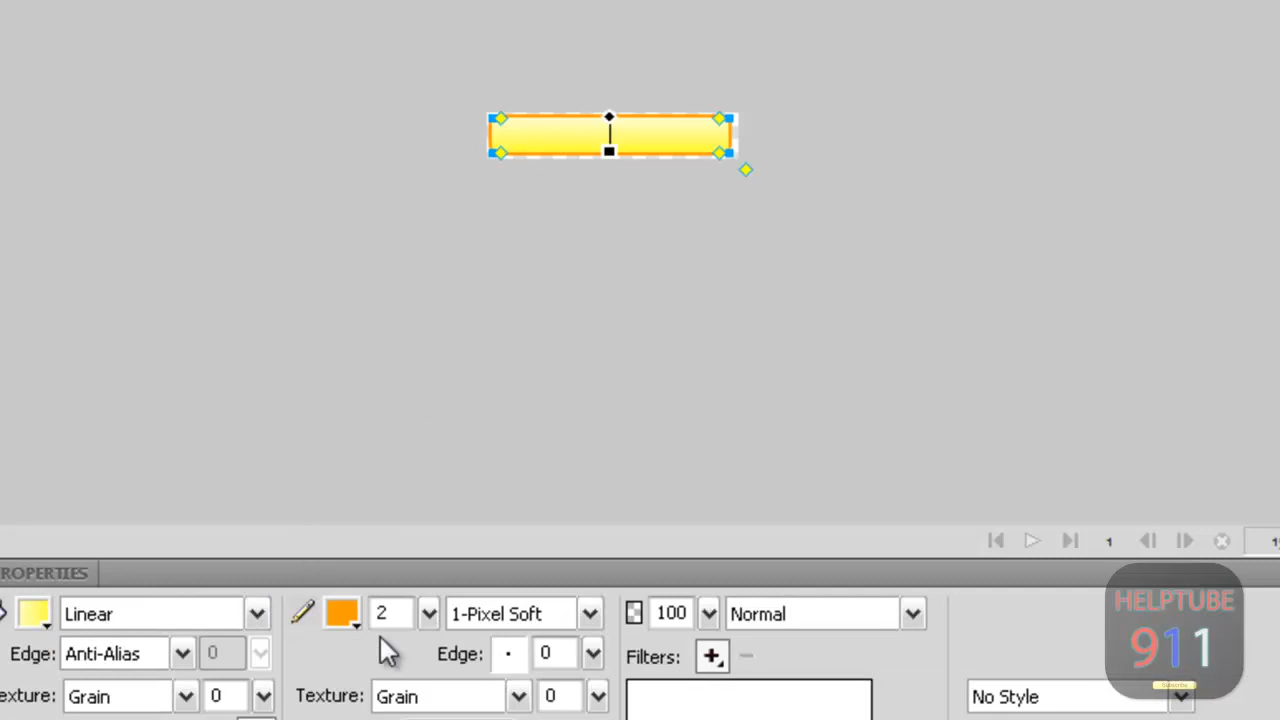 1
ROPERTIES
Linear
2
1-Pixel Soft
100
Normal
Edge:
Anti-Alias
0
Edge:
0
Filters:
exture:
Grain
0
Texture:
Grain
0
No Style
HELPTUBE
911
Subscribe